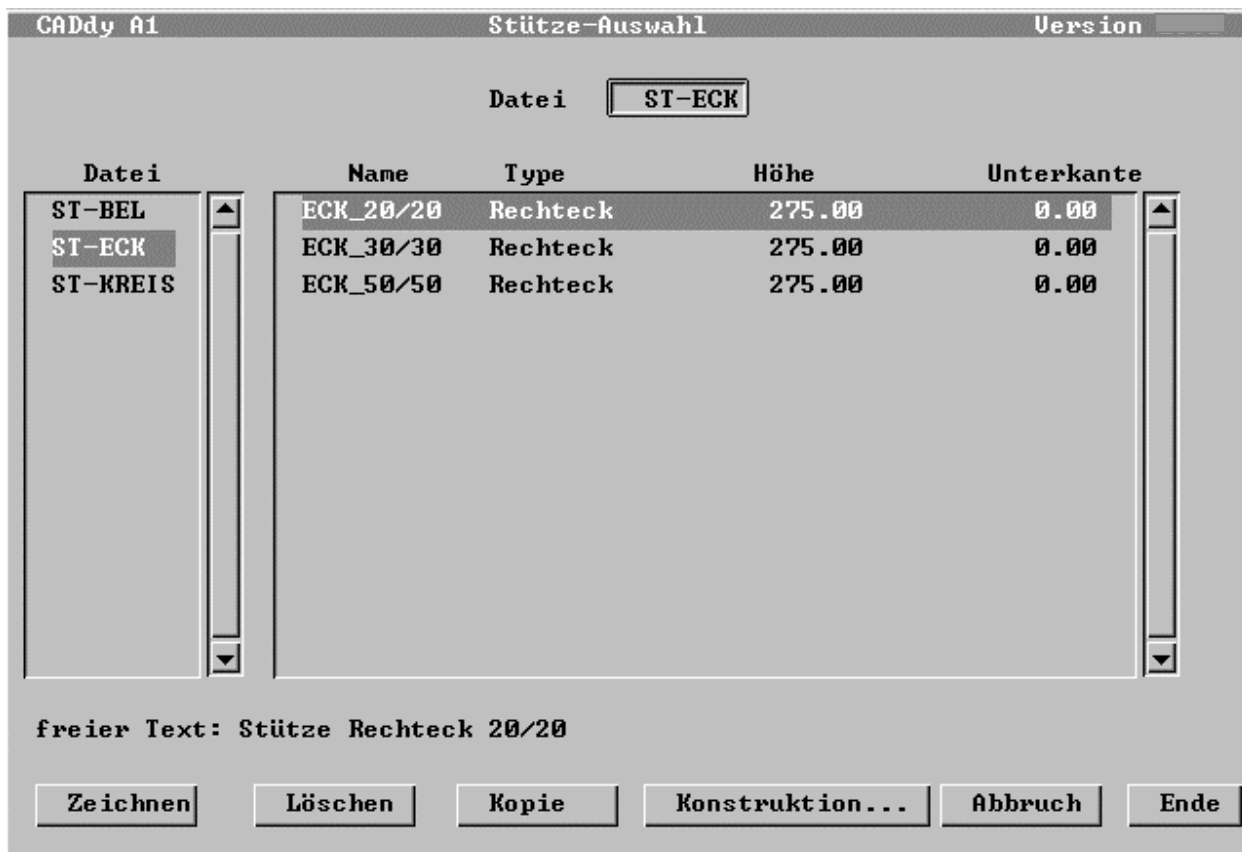 CADdy A1 Stütze-Auswahl Version
Datei ST-ECK
Datei Name Type Höhe Unterkante
ST-BEL ECK_20/20 Rechteck 275.00 0.00
ST-ECK ECK_30/30 Rechteck 275.00 0.00
ST-KREIS ECK_50/50 Rechteck 275.00 0.00
freier Text: Stütze Rechteck 20/20
Zeichnen Löschen Kopie Konstruktion... Abbruch Ende